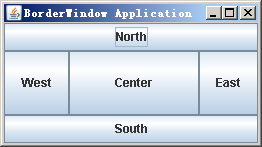 BorderWindow Application
North
West Center East
South